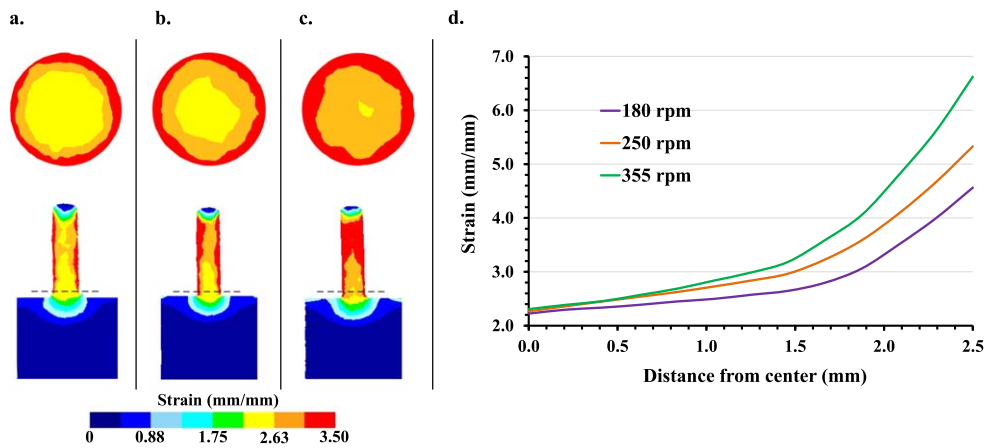 a.
b.
c.
d.
Strain (mm/mm)
0 0.88 1.75 2.63 3.50
7.0
6.0
5.0
4.0
3.0
2.0
Strain (mm/mm)
180 rpm
250 rpm
355 rpm
0.0 0.5 1.0 1.5 2.0 2.5
Distance from center (mm)